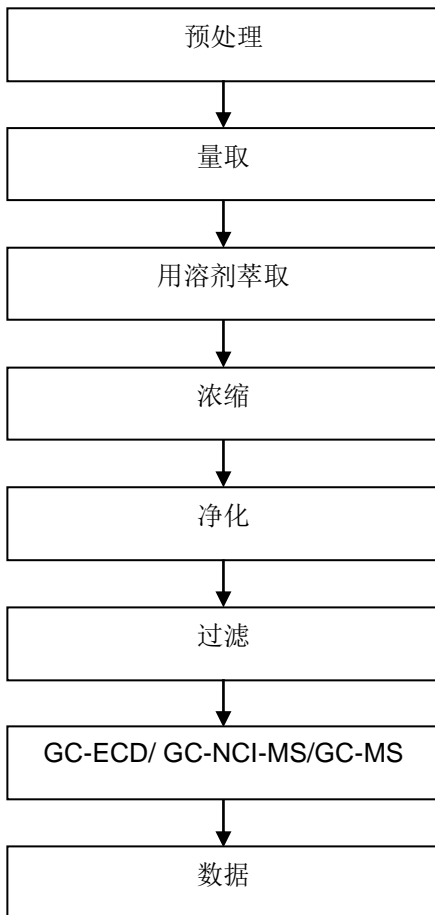 预处理
量取
用溶剂萃取
浓缩
净化
过滤
GC-ECD/ GC-NCI-MS/GC-MS
数据